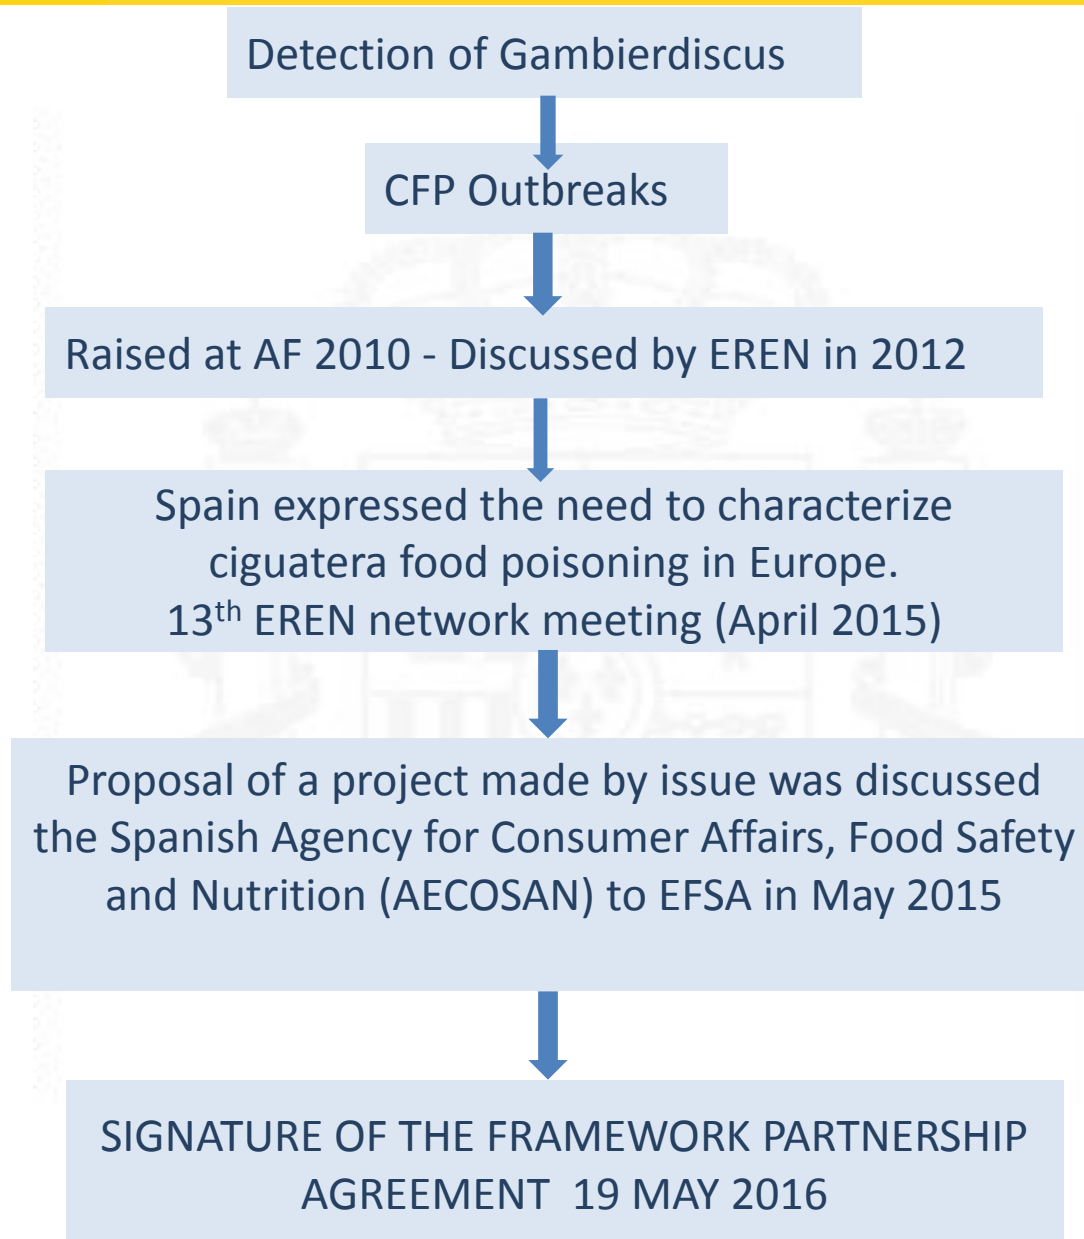 Detection of Gambierdiscus
CFP Outbreaks
Raised at AF 2010 - Discussed by EREN in 2012
Spain expressed the need to characterize
ciguatera food poisoning in Europe.
13th EREN network meeting (April 2015)
Proposal of a project made by issue was discussed
the Spanish Agency for Consumer Affairs, Food Safety
and Nutrition (AECOSAN) to EFSA in May 2015
SIGNATURE OF THE FRAMEWORK PARTNERSHIP
AGREEMENT 19 MAY 2016